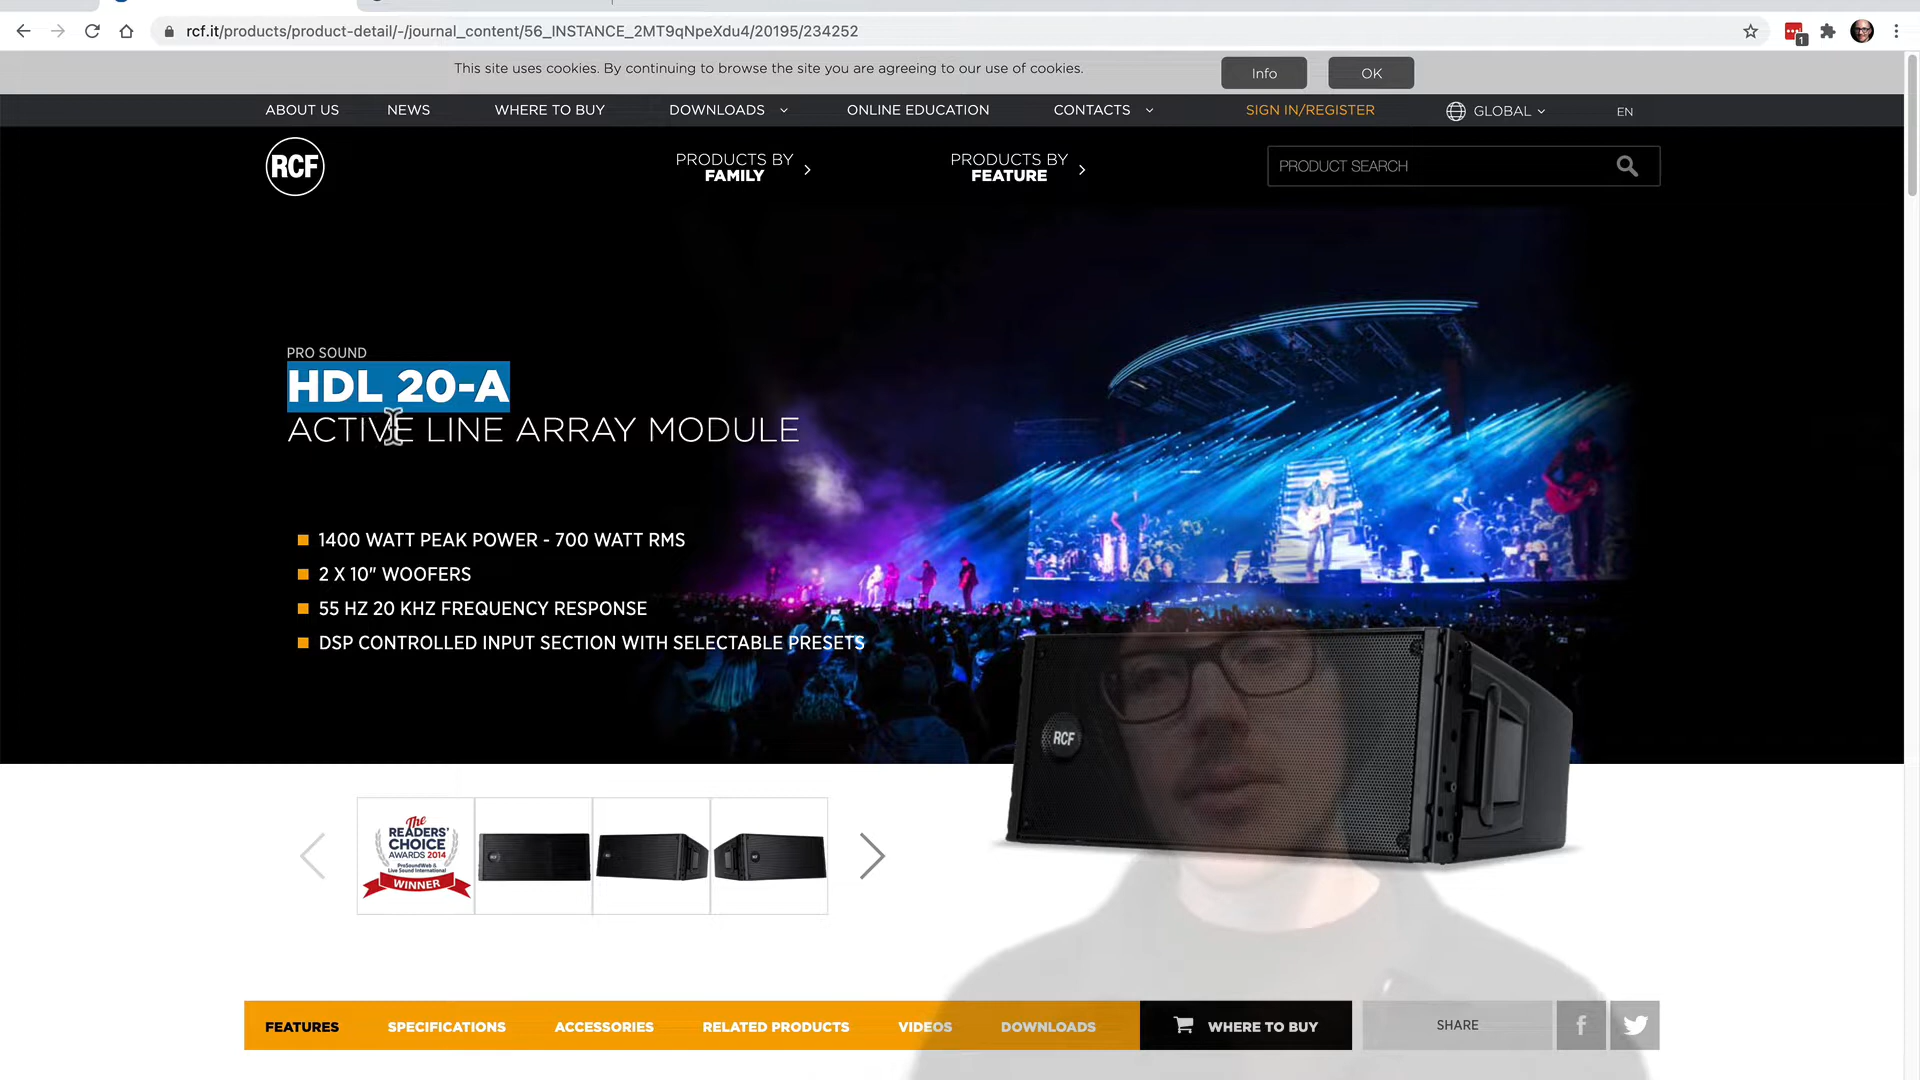 rcf.it/products/product-detail/-/journal_content/56_INSTANCE_2MT9qNpeXdu4/20195/234252
1
This site uses cookies. By continuing to browse the site you are agreeing to our use of cookies.
Info
OK
ABOUT US
NEWS
WHERE TO BUY
DOWNLOADS
ONLINE EDUCATION
CONTACTS
SIGN IN/REGISTER
GLOBAL
EN
RCF
PRODUCTS BY
FAMILY
PRODUCTS BY
FEATURE
PRODUCT SEARCH
PRO SOUND
HDL 20-A
ACTIVE LINE ARRAY MODULE
1400 WATT PEAK POWER - 700 WATT RMS
2 X 10" WOOFERS
55 HZ 20 KHZ FREQUENCY RESPONSE
DSP CONTROLLED INPUT SECTION WITH SELECTABLE PRESETS
RCF
The
READERS'
CHOICE
AWARDS 2014
ProSoundWeb &
Live Sound International
WINNER
FEATURES
SPECIFICATIONS
ACCESSORIES
RELATED PRODUCTS
VIDEOS
DOWNLOADS
WHERE TO BUY
SHARE